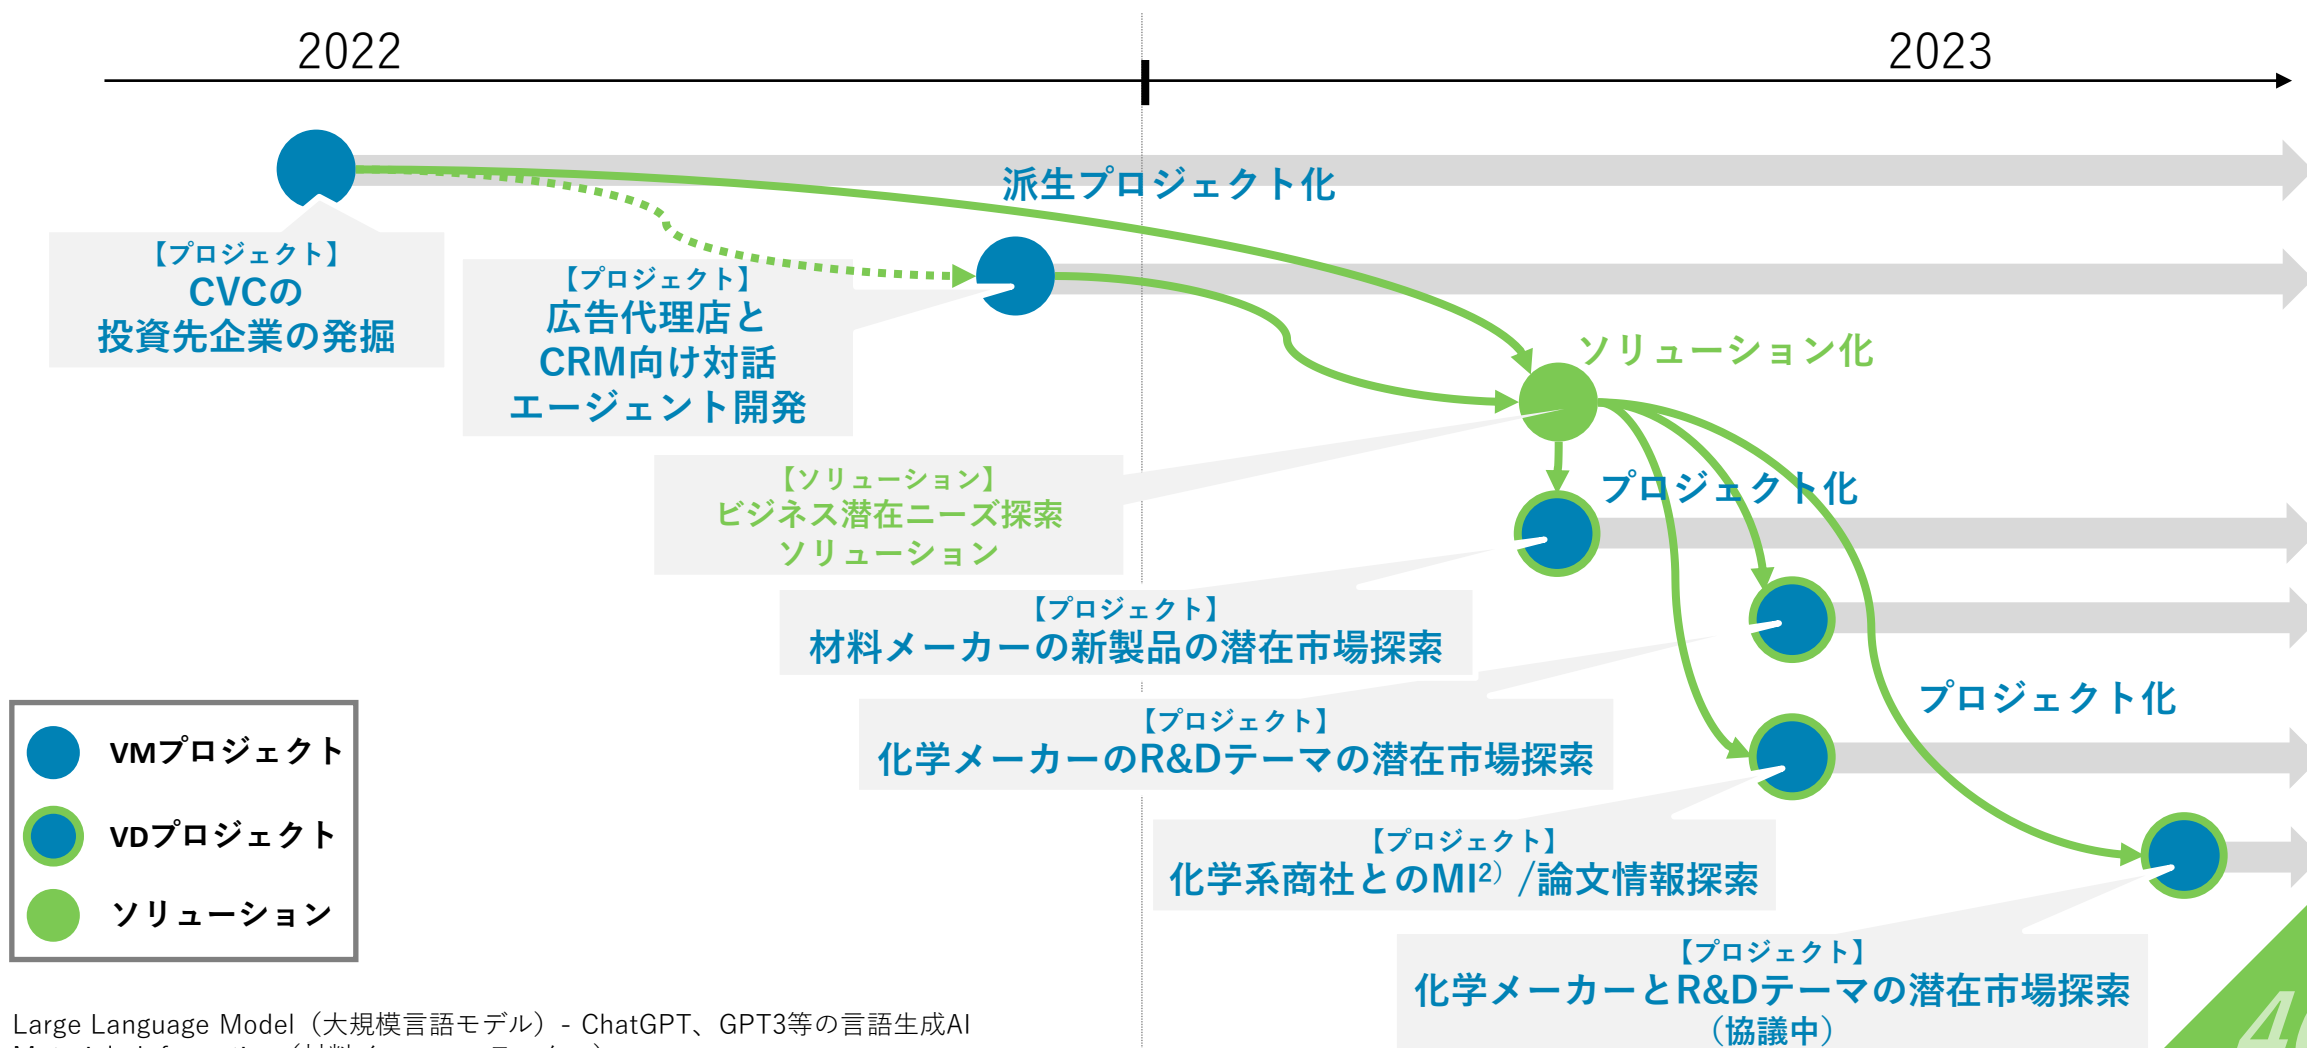 2022
2023
派生プロジェクト化
【プロジェクト】
CVCの
投資先企業の発掘
【プロジェクト】
広告代理店と
CRM向け対話
エージェント開発
ソリューション化
【ソリューション】
ビジネス潜在ニーズ探索
ソリューション
プロジェクト化
【プロジェクト】
材料メーカーの新製品の潜在市場探索
【プロジェクト】
化学メーカーのR&Dテーマの潜在市場探索
プロジェクト化
【プロジェクト】
化学系商社とのMI2）/論文情報探索
【プロジェクト】
化学メーカーとR&Dテーマの潜在市場探索
（協議中）
VMプロジェクト
VDプロジェクト
ソリューション
Large Language Model（大規模言語モデル）- ChatGPT、GPT3等の言語生成AI